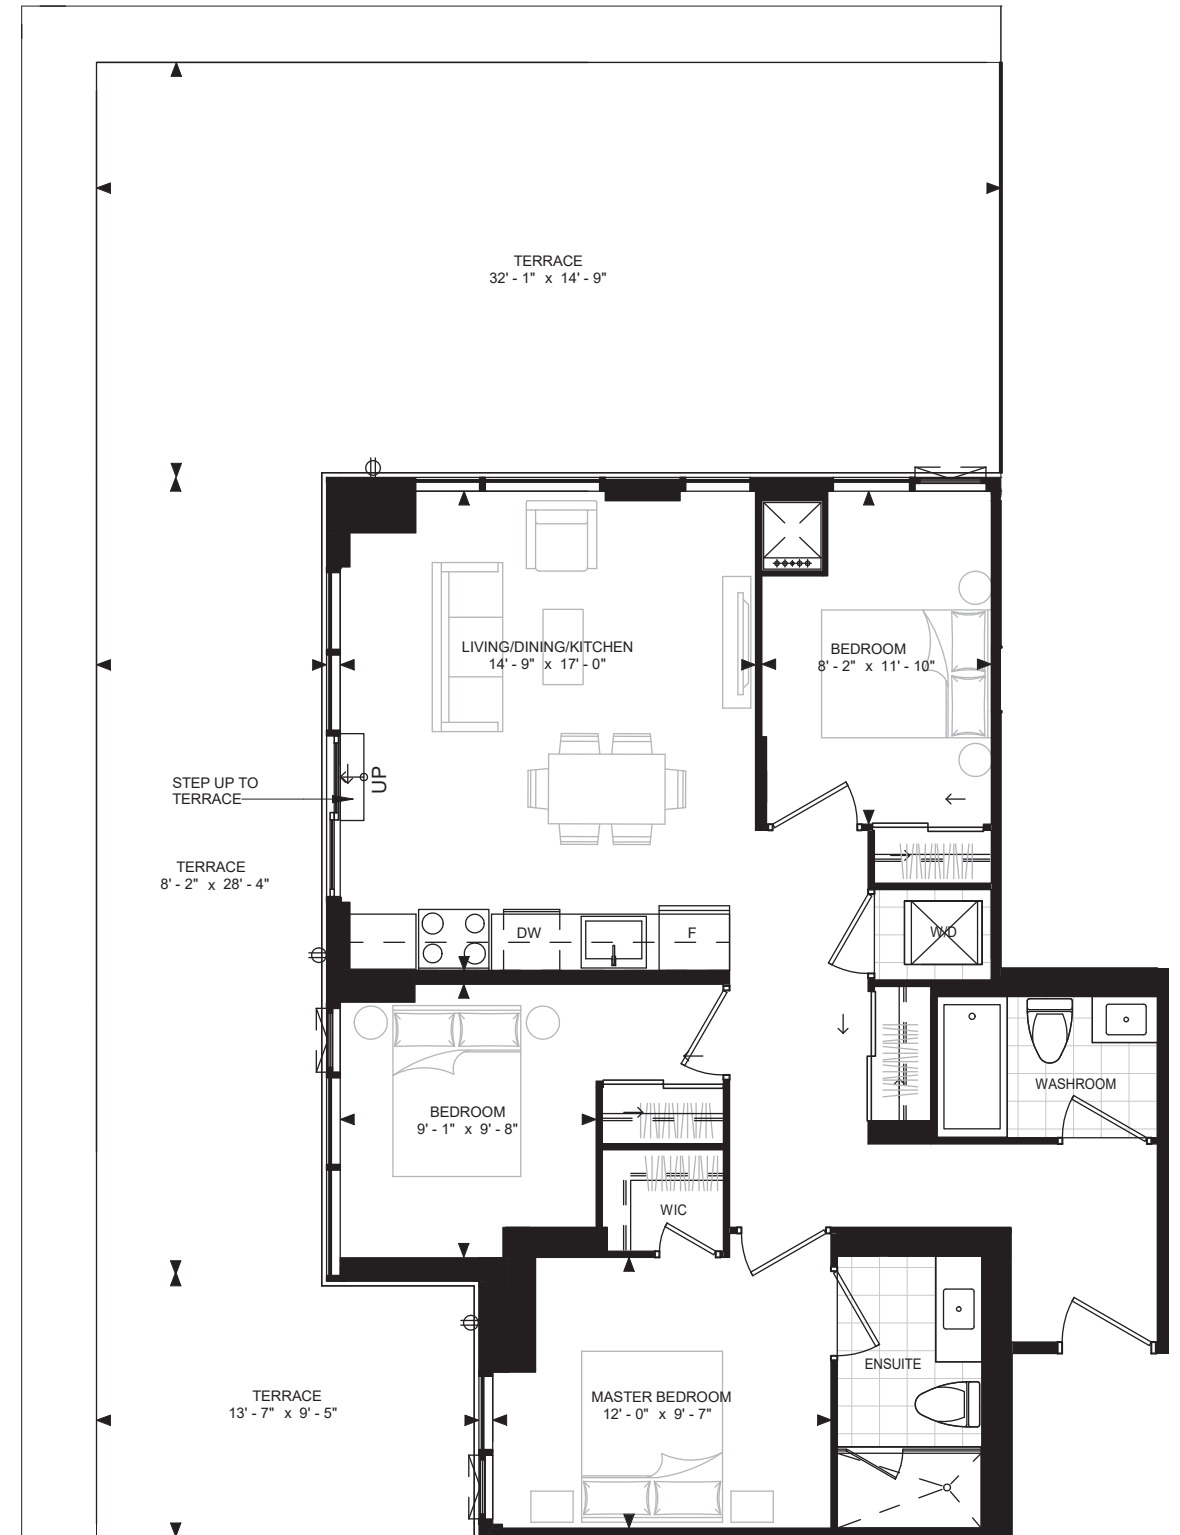 TERRACE
32' - 1" x 14' - 9"
LIVING/DINING/KITCHEN
14' - 9" x 17' - 0"
BEDROOM
8' - 2" x 11' - 10"
UP
STEP UP TO
TERRACE
TERRACE
8' - 2" x 28' - 4"
DW
F
W/D
WASHROOM
BEDROOM
9' - 1" x 9' - 8"
WIC
ENSUITE
TERRACE
13' - 7" x 9' - 5"
MASTER BEDROOM
12' - 0" x 9' - 7"